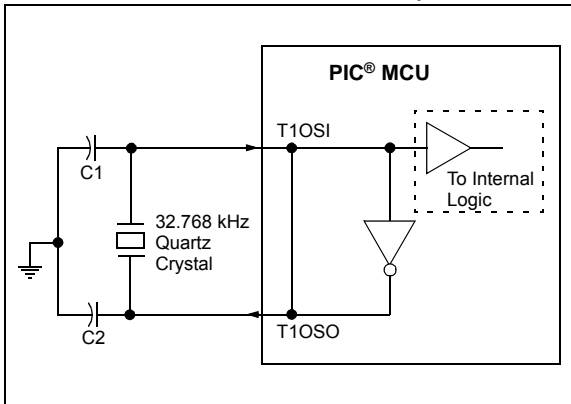 PIC® MCU
T1OSI
C1
To Internal
Logic
32.768 kHz
Quartz
Crystal
T1OSO
C2